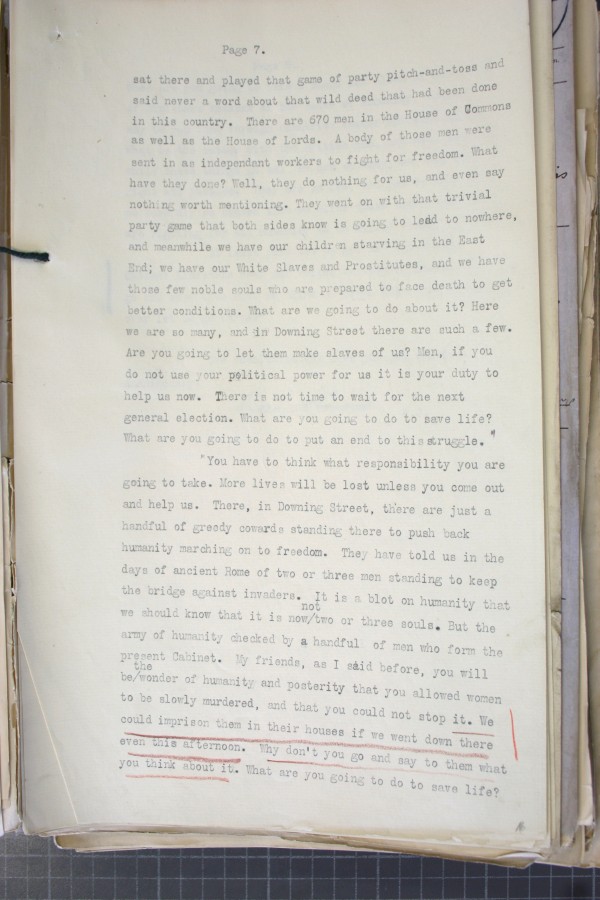 Page 7.
sat there and played that game of party pitch-and-toss and
said never a word about that wild deed that had been done
in this country. There are 670 men in the House of Commons
as well as the House of Lords. A body of those men were
sent in as independant workers to fight for freedom. What
have they done? Well, they do nothing for us, and even say
nothing worth mentioning. They went on with that trivial
party game that both sides know is going to lead to nowhere,
and meanwhile we have our children starving in the East
End; we have our White Slaves and Prostitutes, and we have
those few noble souls who are prepared to face death to get
better conditions. What are we going to do about it? Here
we are so many, and in Downing Street there are such a few.
Are you going to let them make slaves of us? Men, if you
do not use your political power for us it is your duty to
help us now. There is not time to wait for the next
general election. What are you going to do to save life?
What are you going to do to put an end to this struggle."
"You have to think what responsibility you are
going to take. More lives will be lost unless you come out
and help us. There, in Downing Street, there are just a
handful of greedy cowards standing there to push back
humanity marching on to freedom. They have told us in the
days of ancient Rome of two or three men standing to keep
the bridge against invaders. It is a blot on humanity that
not
we should know that it is now/two or three souls. But the
army of humanity checked by a handful of men who form the
present Cabinet. My friends, as I said before, you will
the
be/wonder of humanity and posterity that you allowed women
to be slowly murdered, and that you could not stop it. We
could imprison them in their houses if we went down there
even this afternoon. Why don't you go and say to them what
you think about it. What are you going to do to save life?